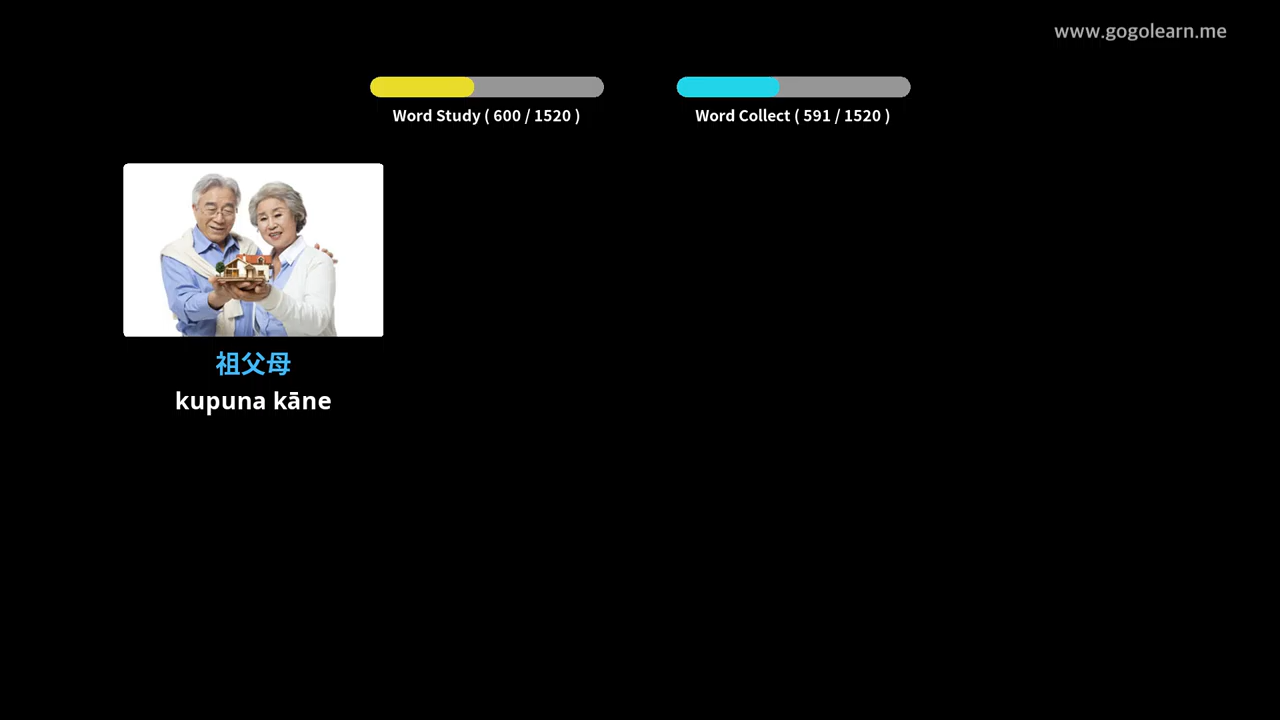 www.gogolearn.me
Word Study ( 600 / 1520 )
Word Collect ( 591 / 1520 )
祖父母
kupuna kāne